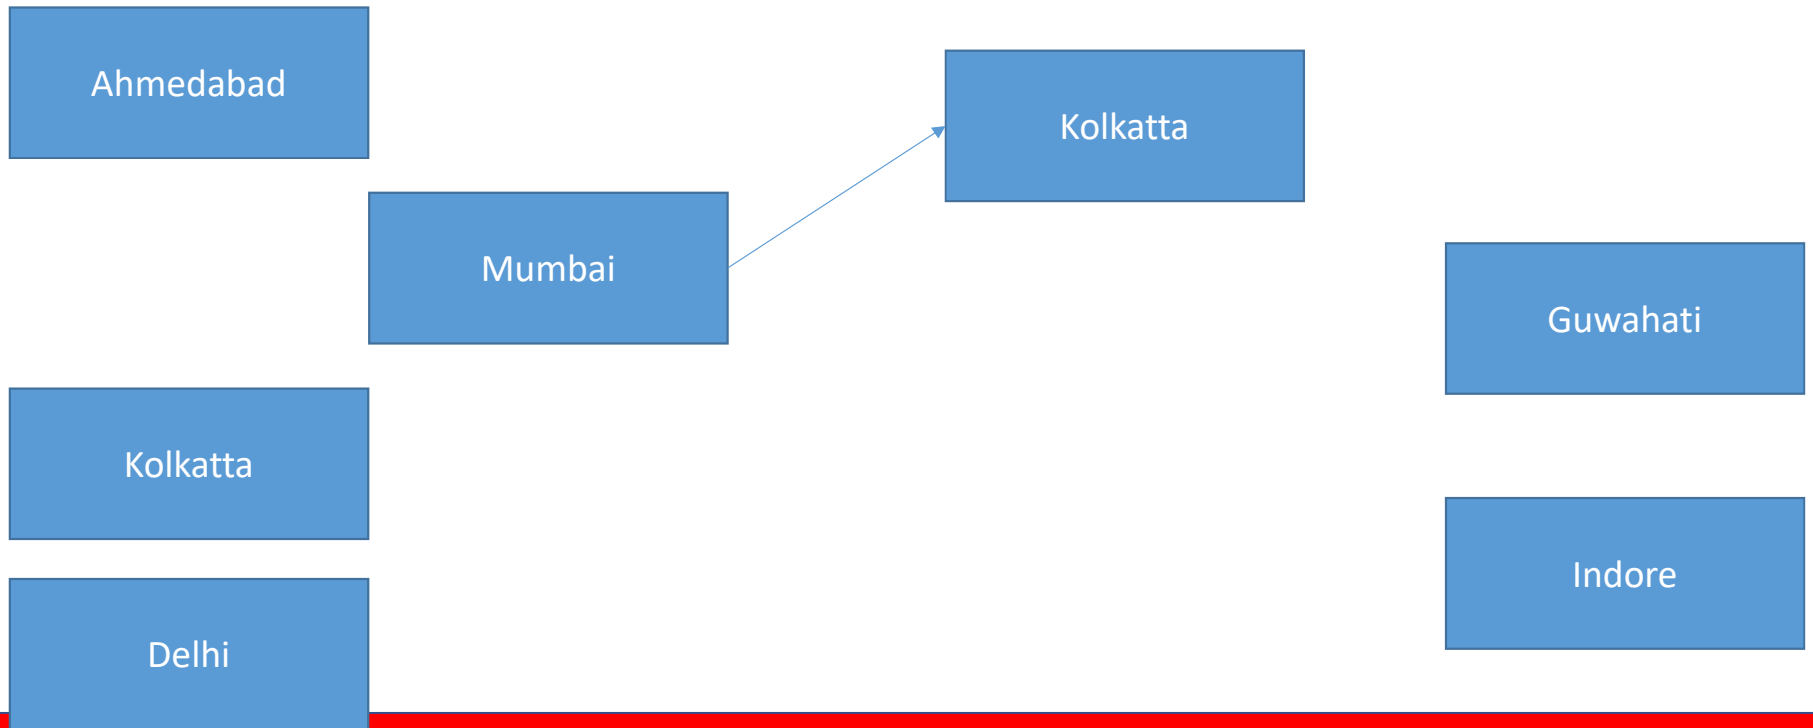 Ahmedabad
Kolkatta
Mumbai
Guwahati
Kolkatta
Indore
Delhi